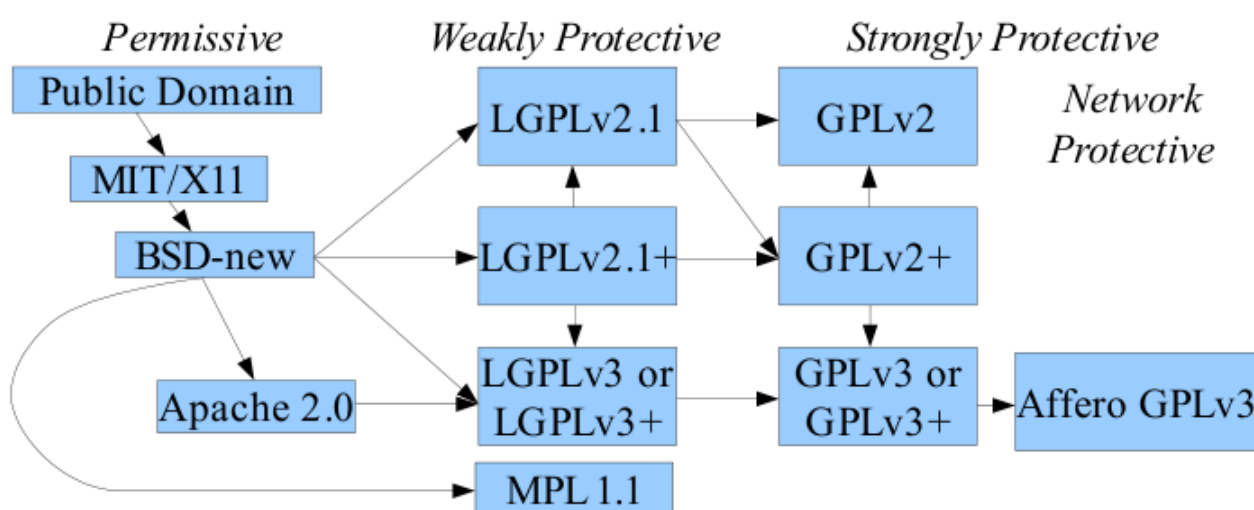 Permissive
Weakly Protective
Strongly Protective
Network
Protective
Public Domain
MIT/X11
BSD-new
Apache 2.0
LGPLv2.1
LGPLv2.1+
LGPLv3 or
LGPLv3+
MPL 1.1
GPLv2
GPLv2+
GPLv3 or
GPLv3+
Affero GPLv3